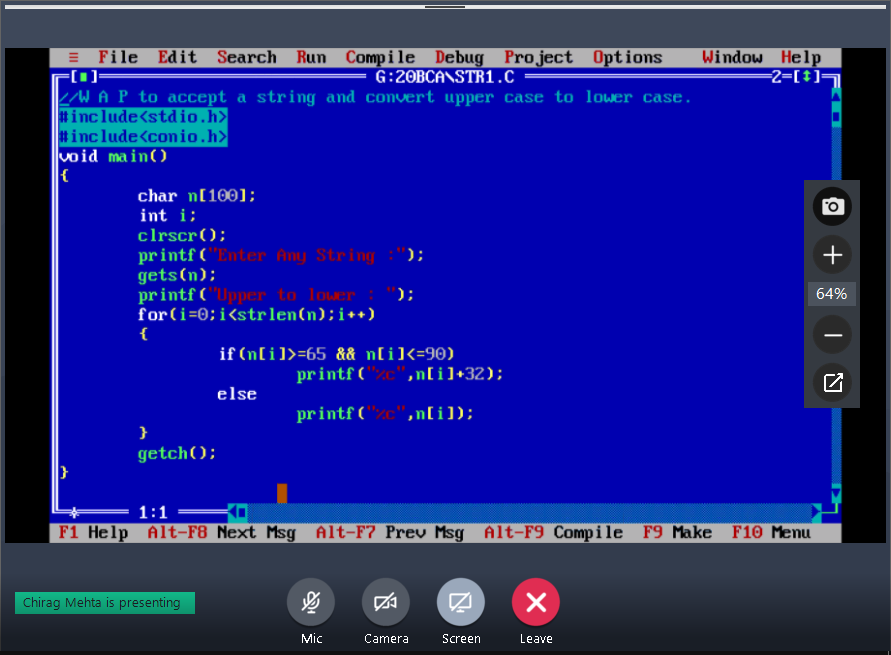 ≡ File Edit Search Run Compile Debug Project Options Window Help
[■] G:20BCA\STR1.C 2=[↕]
//W A P to accept a string and convert upper case to lower case.
#include<stdio.h>
#include<conio.h>
void main()
{
char n[100];
int i;
clrscr();
printf("Enter Any String :");
gets(n);
printf("Upper to lower : ");
for(i=0;i<strlen(n);i++)
{
if(n[i]>=65 && n[i]<=90)
printf("%c",n[i]+32);
else
printf("%c",n[i]);
}
getch();
}
64%
* 1:1
F1 Help Alt-F8 Next Msg Alt-F7 Prev Msg Alt-F9 Compile F9 Make F10 Menu
Chirag Mehta is presenting
Mic Camera Screen Leave